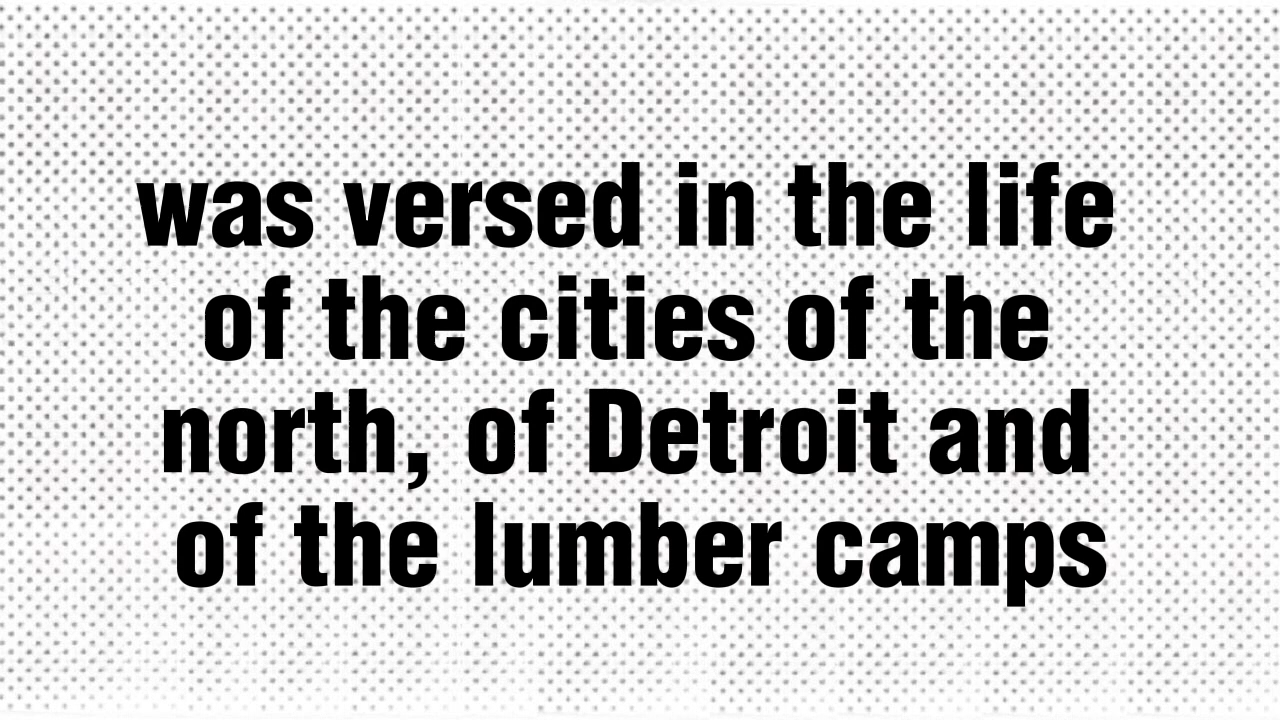 was versed in the life
of the cities of the
north, of Detroit and
of the lumber camps